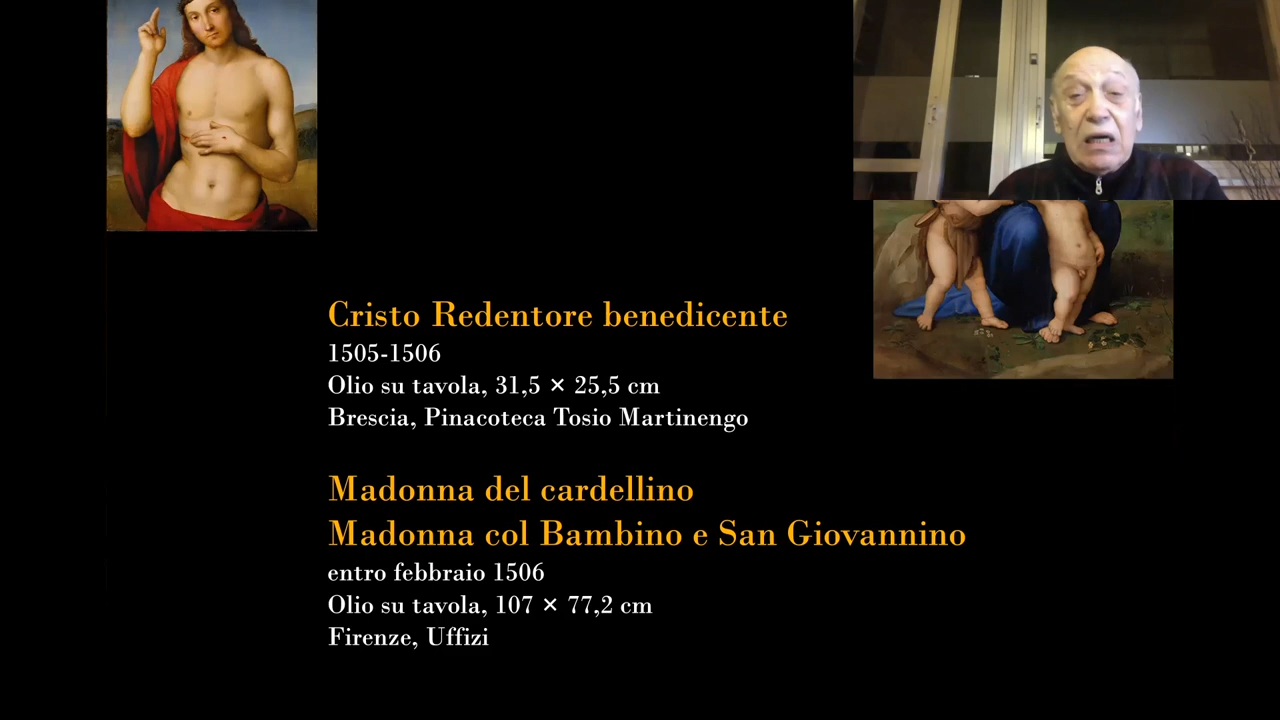 Cristo Redentore benedicente
1505-1506
Olio su tavola, 31,5 × 25,5 cm
Brescia, Pinacoteca Tosio Martinengo
Madonna del cardellino
Madonna col Bambino e San Giovannino
entro febbraio 1506
Olio su tavola, 107 × 77,2 cm
Firenze, Uffizi